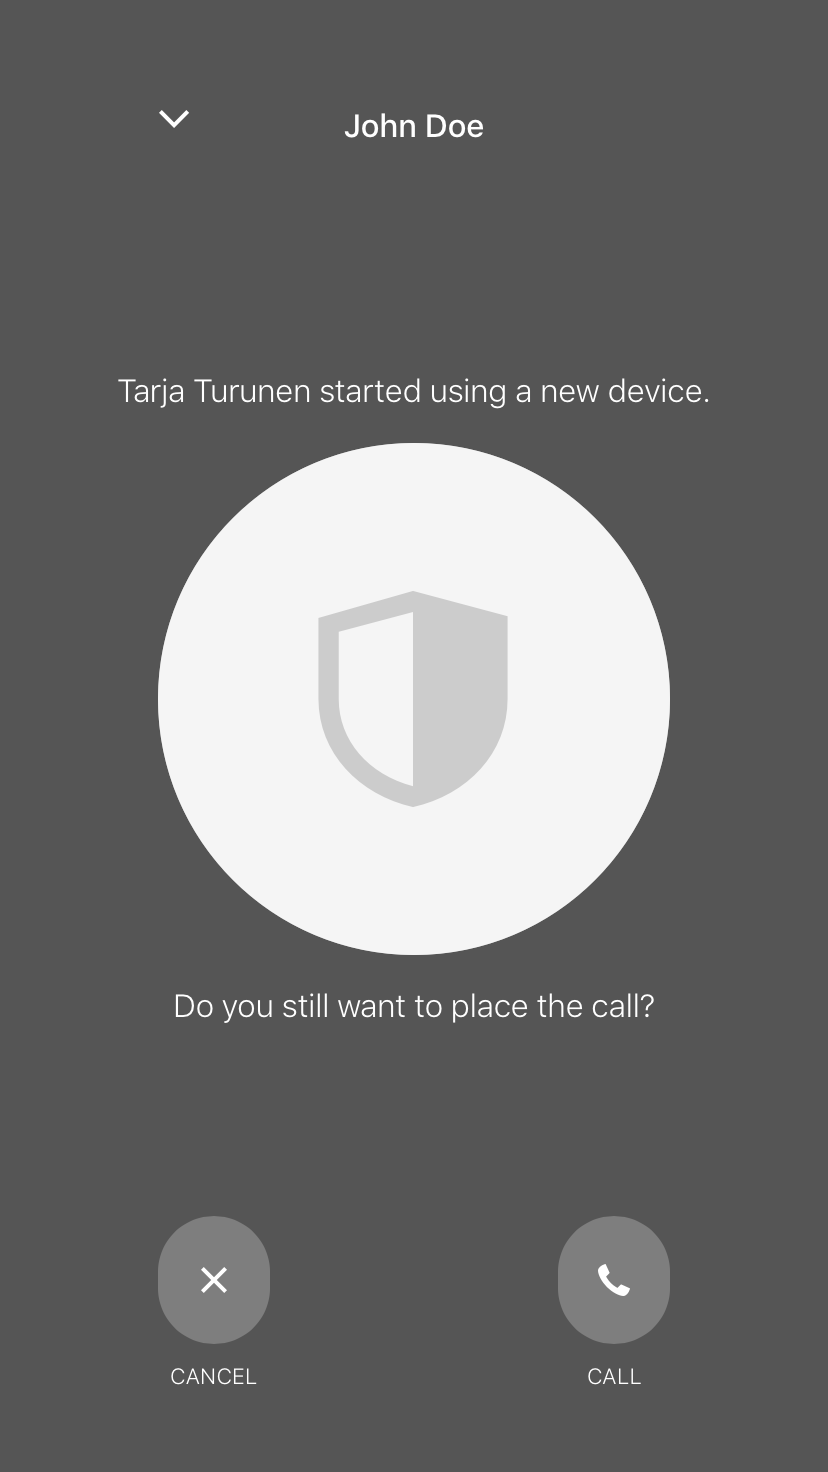 John Doe
Tarja Turunen started using a new device.
Do you still want to place the call?
CANCEL
CALL